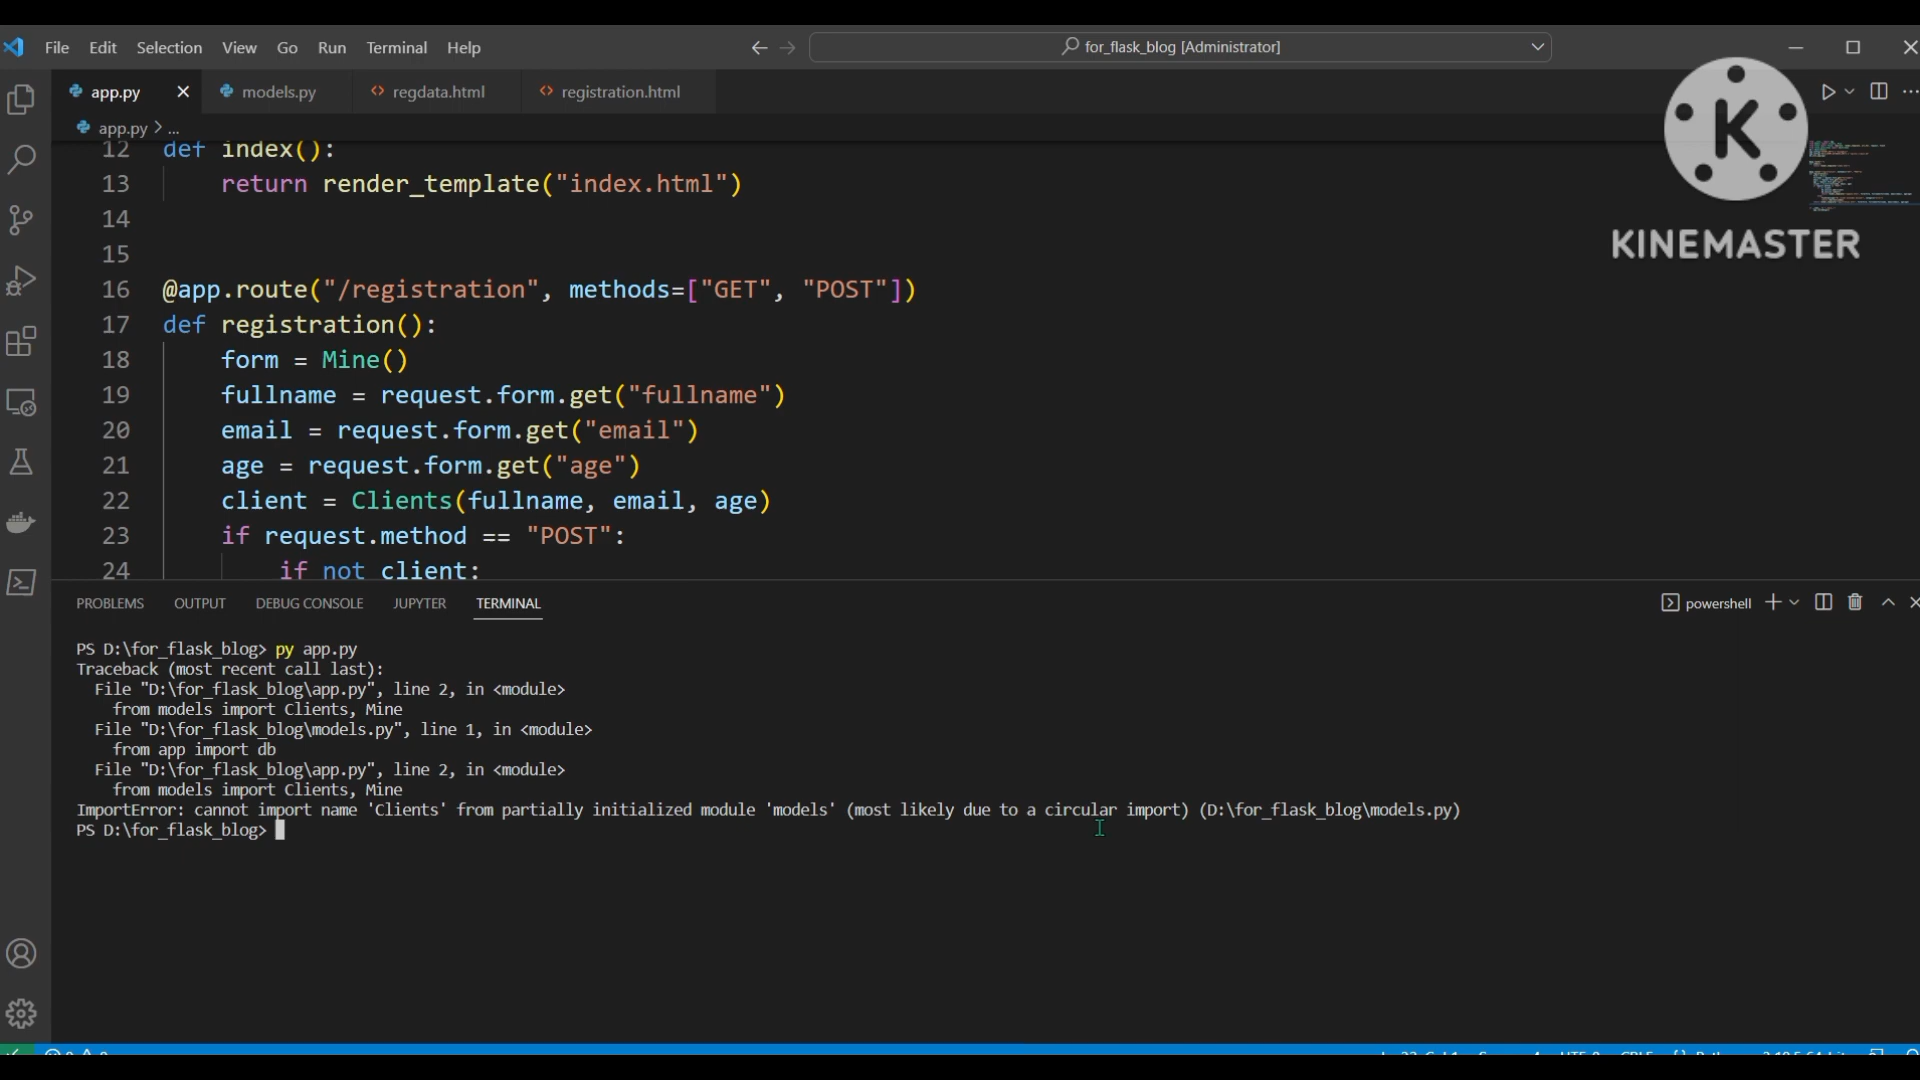 File Edit Selection View Go Run Terminal Help
for_flask_blog [Administrator]
app.py models.py regdata.html registration.html
app.py > ...
KINEMASTER
12 def index():
13 return render_template("index.html")
14
15
16 @app.route("/registration", methods=["GET", "POST"])
17 def registration():
18 form = Mine()
19 fullname = request.form.get("fullname")
20 email = request.form.get("email")
21 age = request.form.get("age")
22 client = Clients(fullname, email, age)
23 if request.method == "POST":
24 if not client:
PROBLEMS OUTPUT DEBUG CONSOLE JUPYTER TERMINAL
powershell
PS D:\for_flask_blog> py app.py
Traceback (most recent call last):
File "D:\for_flask_blog\app.py", line 2, in <module>
from models import Clients, Mine
File "D:\for_flask_blog\models.py", line 1, in <module>
from app import db
File "D:\for_flask_blog\app.py", line 2, in <module>
from models import Clients, Mine
ImportError: cannot import name 'Clients' from partially initialized module 'models' (most likely due to a circular import) (D:\for_flask_blog\models.py)
PS D:\for_flask_blog>